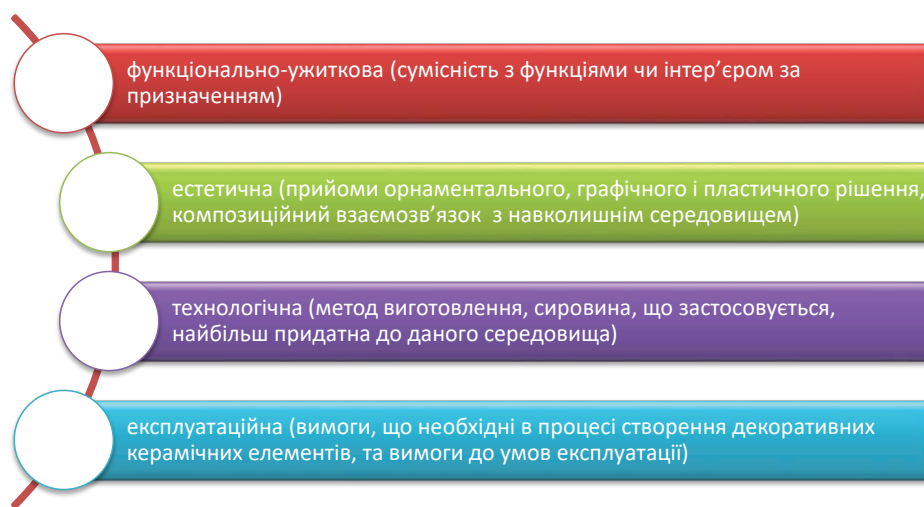 функціонально-ужиткова (сумісність з функціями чи інтер’єром за
призначенням)
естетична (прийоми орнаментального, графічного і пластичного рішення,
композиційний взаємозв’язок з навколишнім середовищем)
технологічна (метод виготовлення, сировина, що застосовується,
найбільш придатна до даного середовища)
експлуатаційна (вимоги, що необхідні в процесі створення декоративних
керамічних елементів, та вимоги до умов експлуатації)